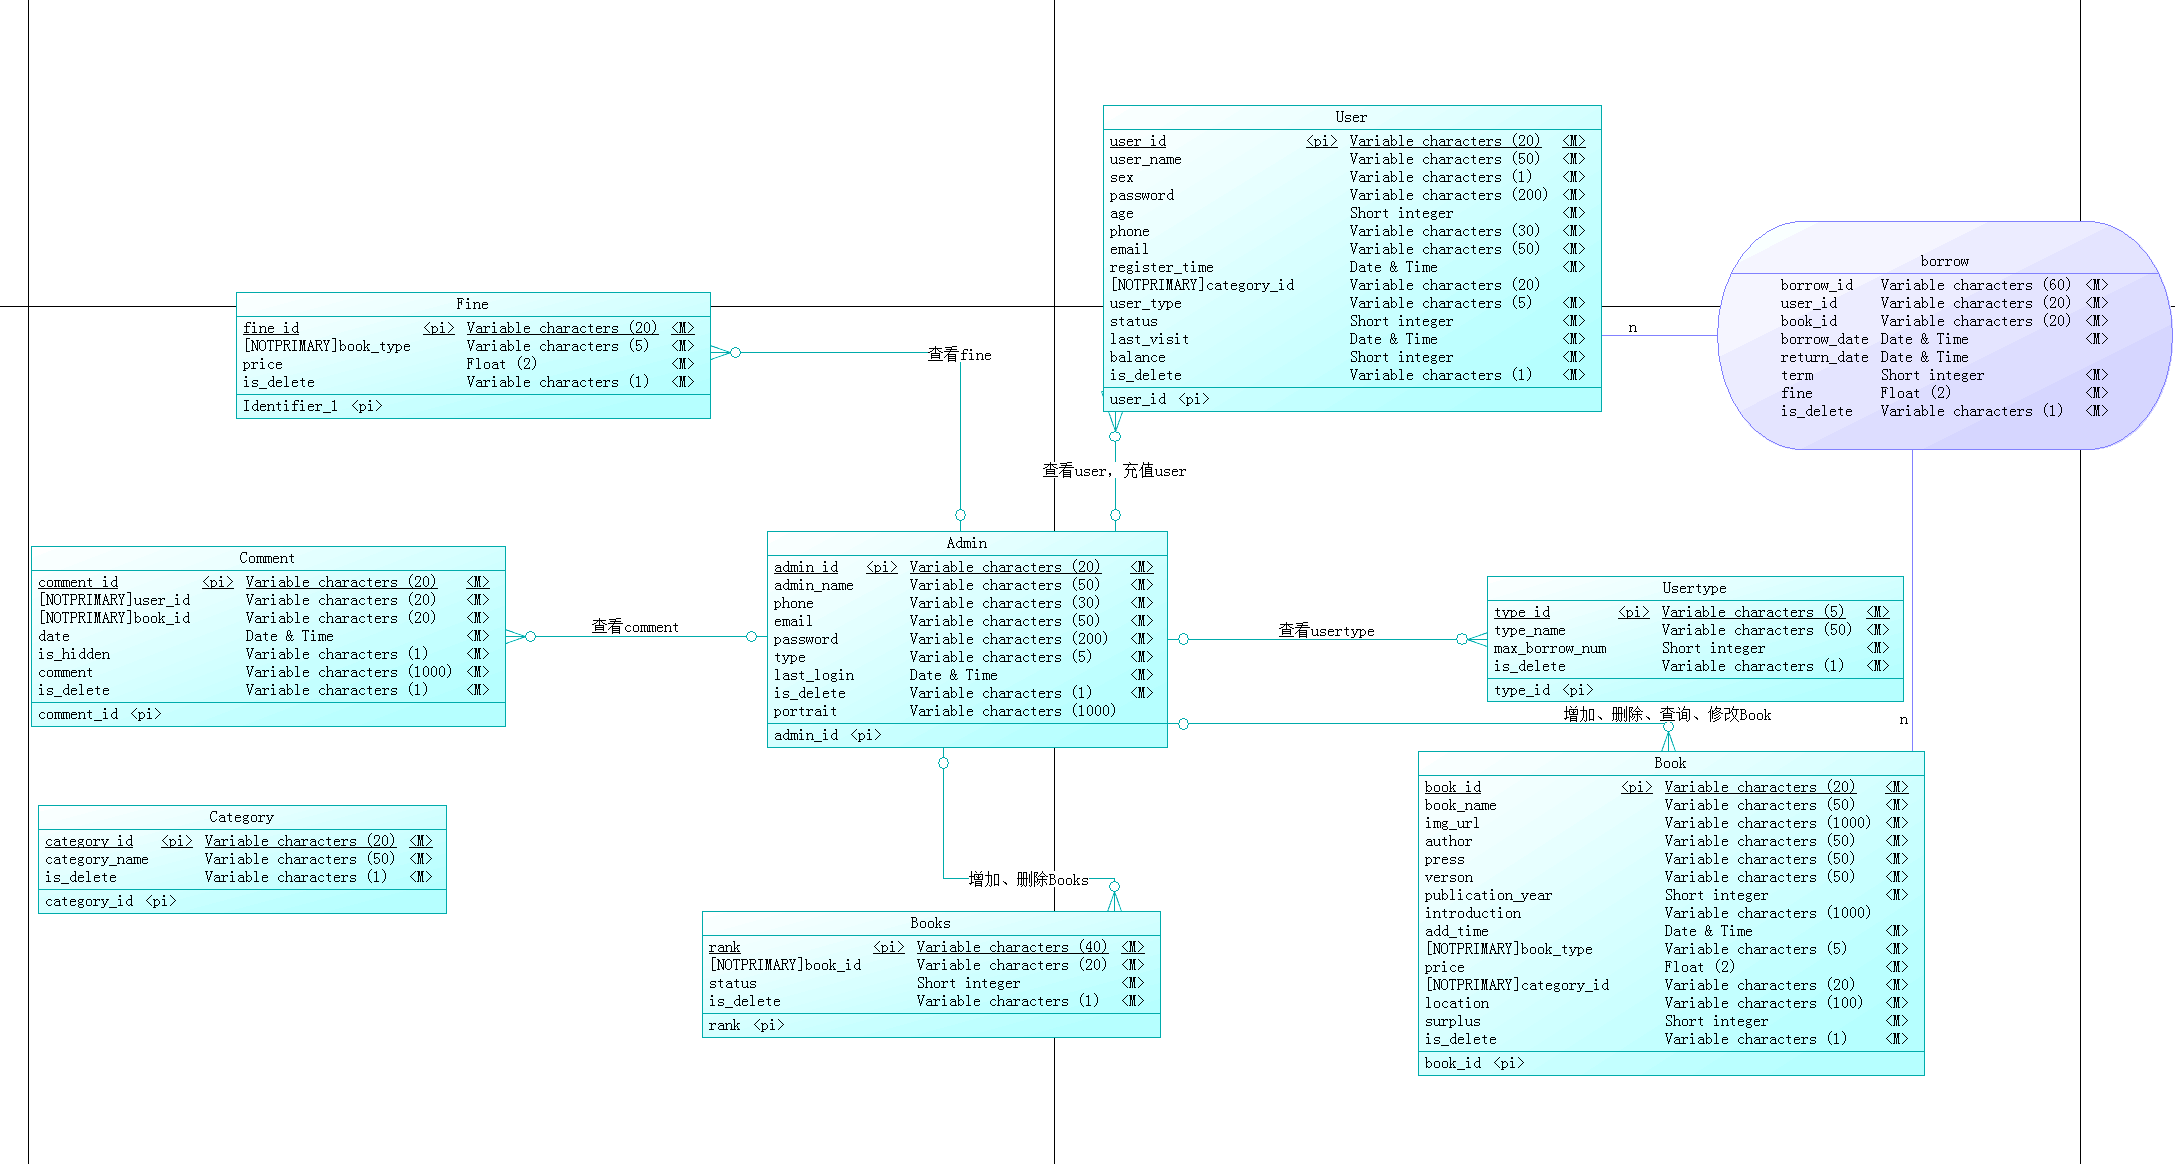 User
user_id <pi> Variable characters (20) <M>
user_name Variable characters (50) <M>
sex Variable characters (1) <M>
password Variable characters (200) <M>
age Short integer <M>
phone Variable characters (30) <M>
email Variable characters (50) <M>
register_time Date & Time <M>
[NOTPRIMARY]category_id Variable characters (20)
user_type Variable characters (5) <M>
status Short integer <M>
last_visit Date & Time <M>
balance Short integer <M>
is_delete Variable characters (1) <M>
user_id <pi>
n
borrow
borrow_id Variable characters (60) <M>
user_id Variable characters (20) <M>
book_id Variable characters (20) <M>
borrow_date Date & Time <M>
return_date Date & Time
term Short integer <M>
fine Float (2) <M>
is_delete Variable characters (1) <M>
Fine
fine_id <pi> Variable characters (20) <M>
[NOTPRIMARY]book_type Variable characters (5) <M>
price Float (2) <M>
is_delete Variable characters (1) <M>
Identifier_1 <pi>
查看fine
查看user，充值user
Comment
comment_id <pi> Variable characters (20) <M>
[NOTPRIMARY]user_id Variable characters (20) <M>
[NOTPRIMARY]book_id Variable characters (20) <M>
date Date & Time <M>
is_hidden Variable characters (1) <M>
comment Variable characters (1000) <M>
is_delete Variable characters (1) <M>
comment_id <pi>
查看comment
Admin
admin_id <pi> Variable characters (20) <M>
admin_name Variable characters (50) <M>
phone Variable characters (30) <M>
email Variable characters (50) <M>
password Variable characters (200) <M>
type Variable characters (5) <M>
last_login Date & Time <M>
is_delete Variable characters (1) <M>
portrait Variable characters (1000)
admin_id <pi>
查看usertype
Usertype
type_id <pi> Variable characters (5) <M>
type_name Variable characters (50) <M>
max_borrow_num Short integer <M>
is_delete Variable characters (1) <M>
type_id <pi>
增加、删除、查询、修改Book
n
Book
book_id <pi> Variable characters (20) <M>
book_name Variable characters (50) <M>
img_url Variable characters (1000) <M>
author Variable characters (50) <M>
press Variable characters (50) <M>
verson Variable characters (50) <M>
publication_year Short integer <M>
introduction Variable characters (1000)
add_time Date & Time <M>
[NOTPRIMARY]book_type Variable characters (5) <M>
price Float (2) <M>
[NOTPRIMARY]category_id Variable characters (20) <M>
location Variable characters (100) <M>
surplus Short integer <M>
is_delete Variable characters (1) <M>
book_id <pi>
Category
category_id <pi> Variable characters (20) <M>
category_name Variable characters (50) <M>
is_delete Variable characters (1) <M>
category_id <pi>
增加、删除Books
Books
rank <pi> Variable characters (40) <M>
[NOTPRIMARY]book_id Variable characters (20) <M>
status Short integer <M>
is_delete Variable characters (1) <M>
rank <pi>